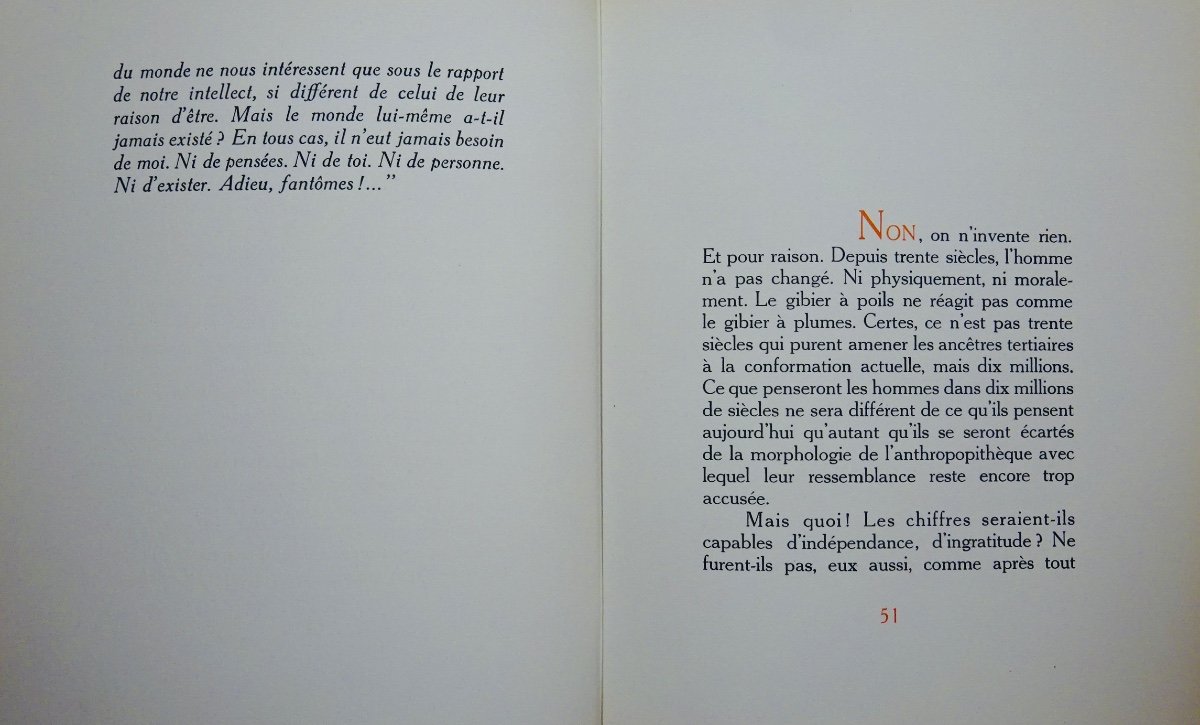 du monde ne nous intéressent que sous le rapport
de notre intellect, si différent de celui de leur
raison d'être. Mais le monde lui-même a-t-il
jamais existé ? En tous cas, il n'eut jamais besoin
de moi. Ni de pensées. Ni de toi. Ni de personne.
Ni d'exister. Adieu, fantômes !... ”
NON, on n'invente rien.
Et pour raison. Depuis trente siècles, l'homme
n'a pas changé. Ni physiquement, ni morale-
ment. Le gibier à poils ne réagit pas comme
le gibier à plumes. Certes, ce n'est pas trente
siècles qui purent amener les ancêtres tertiaires
à la conformation actuelle, mais dix millions.
Ce que penseront les hommes dans dix millions
de siècles ne sera différent de ce qu'ils pensent
aujourd'hui qu'autant qu'ils se seront écartés
de la morphologie de l'anthropopithèque avec
lequel leur ressemblance reste encore trop
accusée.
Mais quoi! Les chiffres seraient-ils
capables d'indépendance, d'ingratitude ? Ne
furent-ils pas, eux aussi, comme après tout
51